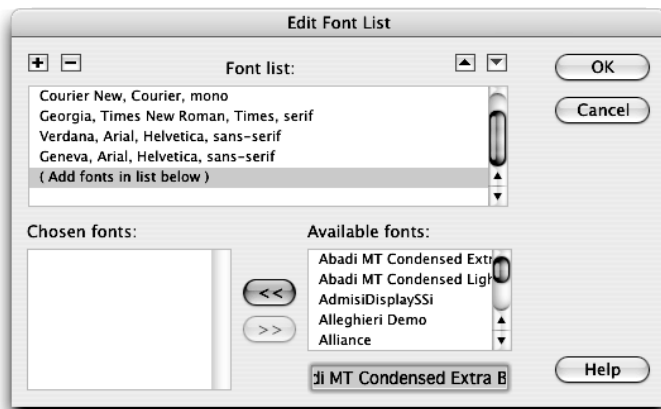 Edit Font List
Font list:
OK
Courier New, Courier, mono
Georgia, Times New Roman, Times, serif
Verdana, Arial, Helvetica, sans-serif
Geneva, Arial, Helvetica, sans-serif
( Add fonts in list below )
Cancel
Chosen fonts:
Available fonts:
Abadi MT Condensed Extr
Abadi MT Condensed Ligh
AdmisiDisplaySSi
Alleghieri Demo
Alliance
<<
>>
di MT Condensed Extra B
Help